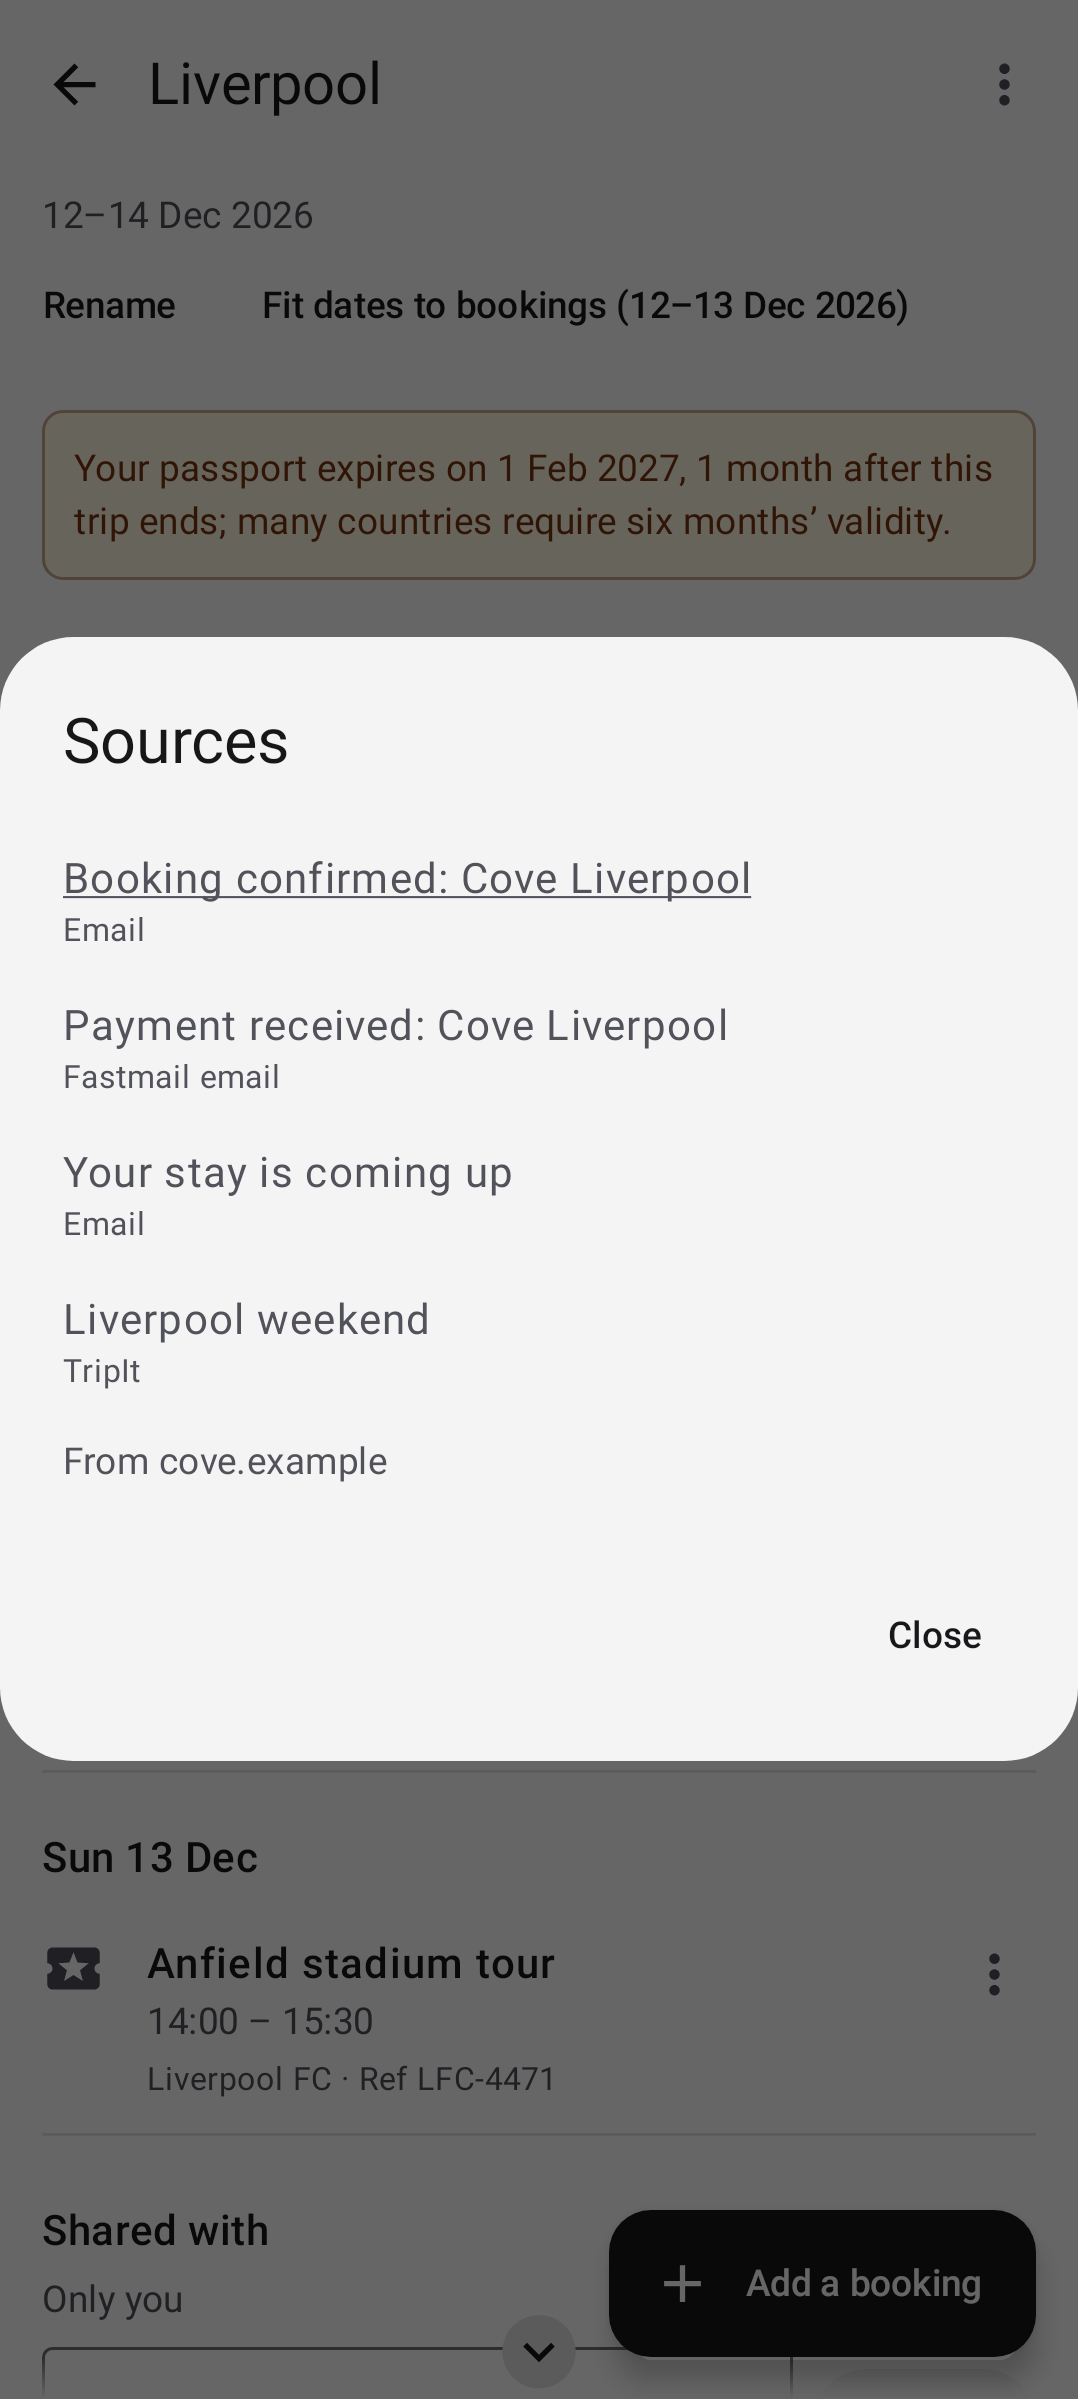 Liverpool
12–14 Dec 2026
Rename
Fit dates to bookings (12–13 Dec 2026)
Your passport expires on 1 Feb 2027, 1 month after this
trip ends; many countries require six months’ validity.
Sources
Booking confirmed: Cove Liverpool
Email
Payment received: Cove Liverpool
Fastmail email
Your stay is coming up
Email
Liverpool weekend
TripIt
From cove.example
Close
Sun 13 Dec
Anfield stadium tour
14:00 – 15:30
Liverpool FC · Ref LFC-4471
Shared with
Only you
Add a booking